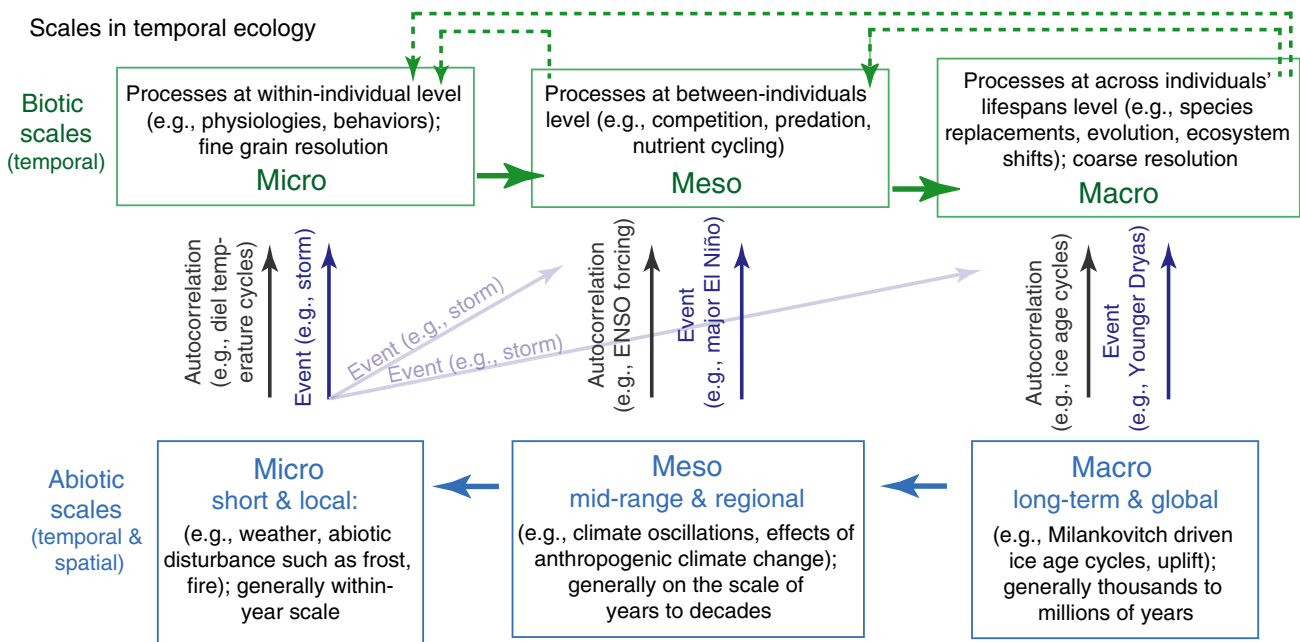 Scales in temporal ecology
Biotic
scales
(temporal)
Processes at within-individual level
(e.g., physiologies, behaviors);
fine grain resolution
Micro
Processes at between-individuals'
level (e.g., competition, predation,
nutrient cycling)
Meso
Processes at across individuals'
lifespans level (e.g., species
replacements, evolution, ecosystem
shifts); coarse resolution
Macro
Autocorrelation
(e.g., diel temp-
erature cycles)
Event (e.g., storm)
Event (e.g., storm)
Event (e.g., storm)
Autocorrelation
(e.g., ENSO forcing)
Event
(e.g., major El Niño)
Autocorrelation
(e.g., ice age cycles)
Event
(e.g., Younger Dryas)
Abiotic
scales
(temporal &
spatial)
Micro
short & local:
(e.g., weather, abiotic
disturbance such as frost,
fire); generally within-
year scale
Meso
mid-range & regional
(e.g., climate oscillations, effects of
anthropogenic climate change);
generally on the scale of
years to decades
Macro
long-term & global
(e.g., Milankovitch driven
ice age cycles, uplift);
generally thousands to
millions of years